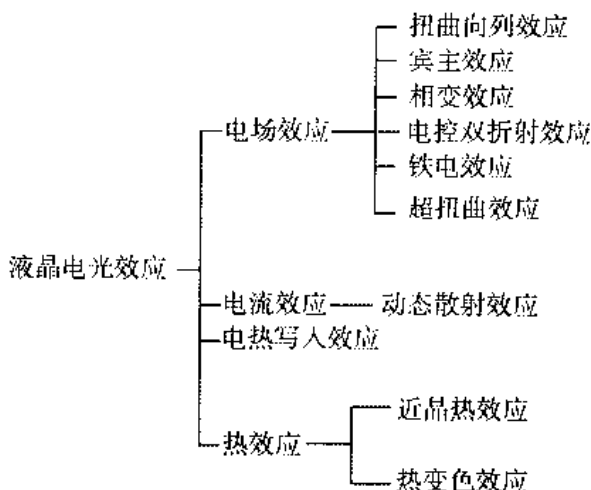 扭曲向列效应
宾主效应
相变效应
电场效应
电控双折射效应
铁电效应
超扭曲效应
液晶电光效应
电流效应
动态散射效应
电热写入效应
近晶热效应
热效应
热变色效应